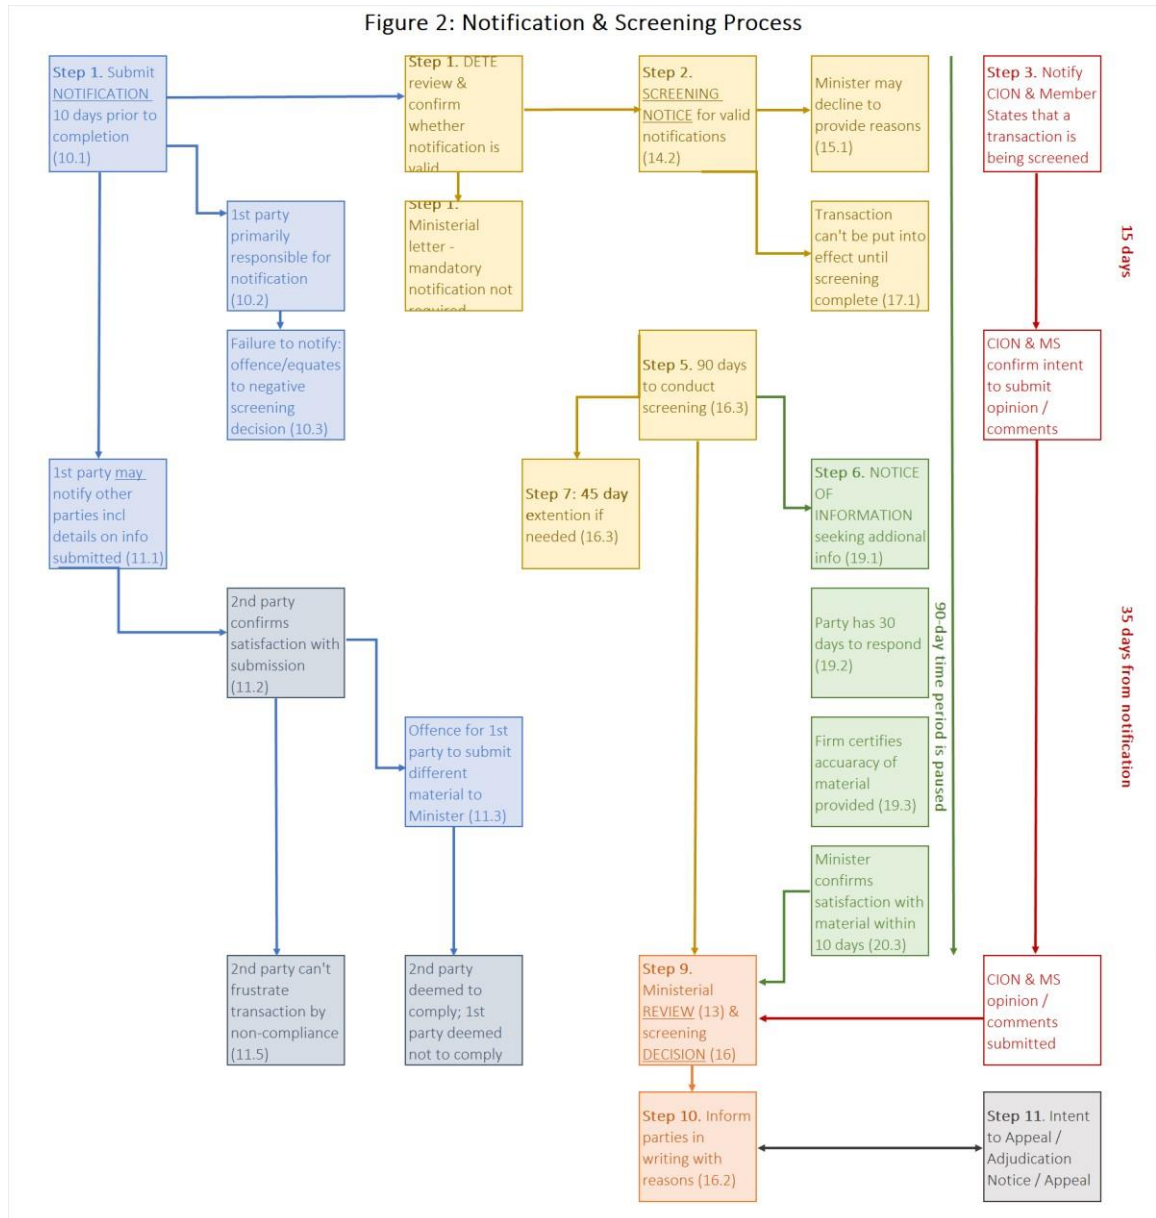 Figure 2: Notification & Screening Process
Step 1. Submit
NOTIFICATION
10 days prior to
completion
(10.1)
Step 1. DETE
review &
confirm
whether
notification is
valid
Step 2.
SCREENING
NOTICE for valid
notifications
(14.2)
Minister may
decline to
provide reasons
(15.1)
Step 3. Notify
CION & Member
States that a
transaction is
being screened
1st party
primarily
responsible for
notification
(10.2)
Step 1.
Ministerial
letter -
mandatory
notification not
required
Transaction
can't be put into
effect until
screening
complete (17.1)
15 days
Failure to notify:
offence/equates
to negative
screening
decision (10.3)
Step 5. 90 days
to conduct
screening (16.3)
CION & MS
confirm intent
to submit
opinion /
comments
1st party may
notify other
parties incl
details on info
submitted (11.1)
Step 7: 45 day
extention if
needed (16.3)
Step 6. NOTICE
OF
INFORMATION
seeking addional
info (19.1)
2nd party
confirms
satisfaction with
submission
(11.2)
Party has 30
days to respond
(19.2)
90-day time period is paused
35 days from notification
Offence for 1st
party to submit
different
material to
Minister (11.3)
Firm certifies
accuaracy of
material
provided (19.3)
Minister
confirms
satisfaction with
material within
10 days (20.3)
2nd party can't
frustrate
transaction by
non-compliance
(11.5)
2nd party
deemed to
comply; 1st
party deemed
not to comply
Step 9.
Ministerial
REVIEW (13) &
screening
DECISION (16)
CION & MS
opinion /
comments
submitted
Step 10. Inform
parties in
writing with
reasons (16.2)
Step 11. Intent
to Appeal /
Adjudication
Notice / Appeal